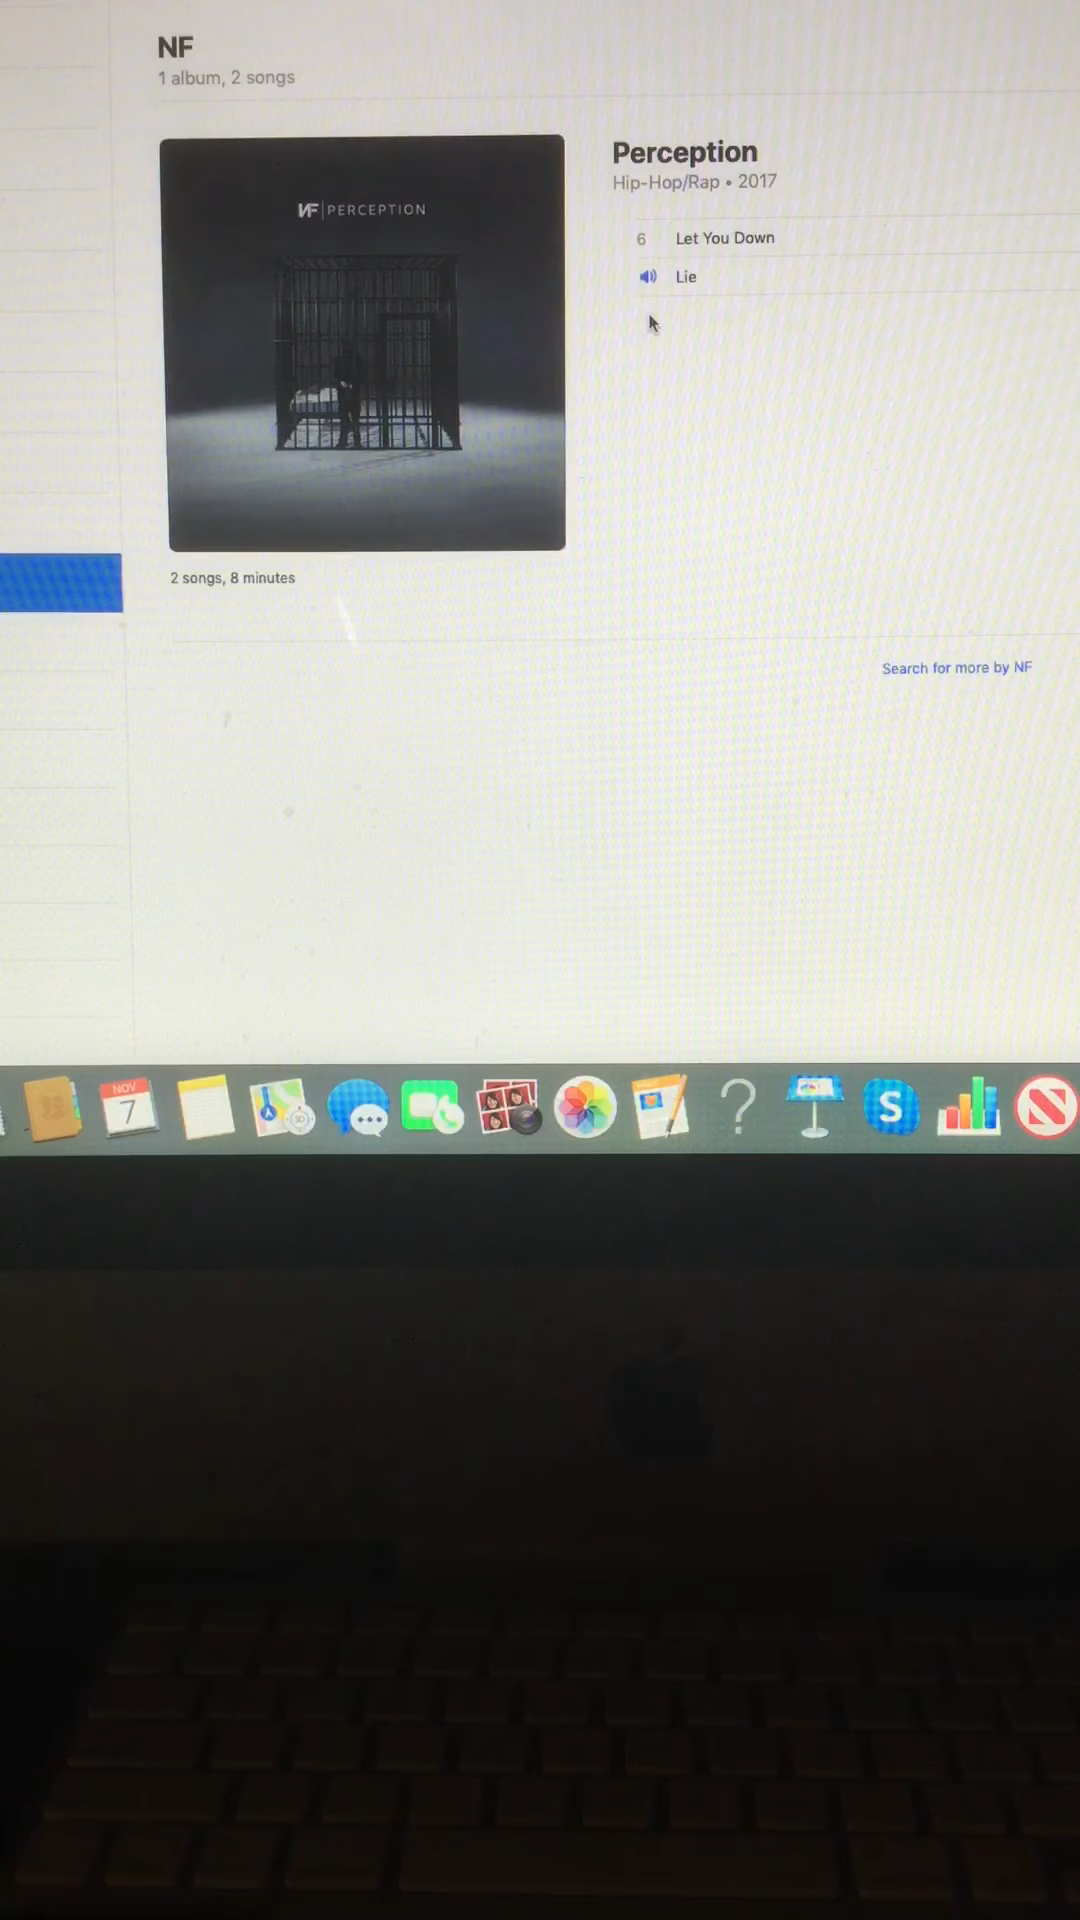 NF
1 album, 2 songs
NF PERCEPTION
Perception
Hip-Hop/Rap • 2017
6 Let You Down
Lie
2 songs, 8 minutes
Search for more by NF
NOV
7
S